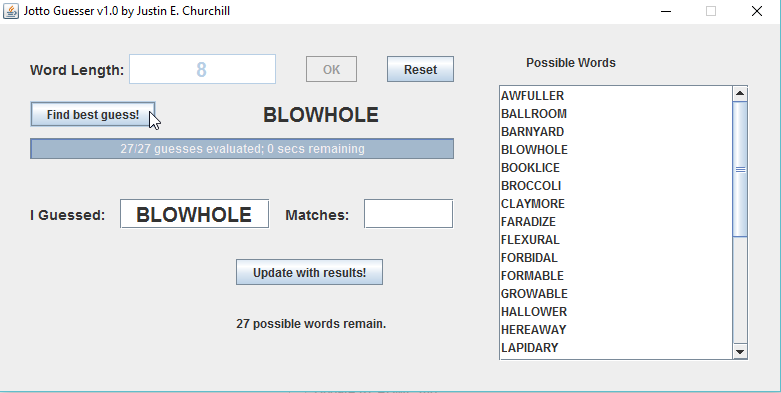 Jotto Guesser v1.0 by Justin E. Churchill
Word Length: 8 OK Reset
Find best guess! BLOWHOLE
27/27 guesses evaluated; 0 secs remaining
I Guessed: BLOWHOLE Matches:
Update with results!
27 possible words remain.
Possible Words
AWFULLER
BALLROOM
BARNYARD
BLOWHOLE
BOOKLICE
BROCCOLI
CLAYMORE
FARADIZE
FLEXURAL
FORBIDAL
FORMABLE
GROWABLE
HALLOWER
HEREAWAY
LAPIDARY